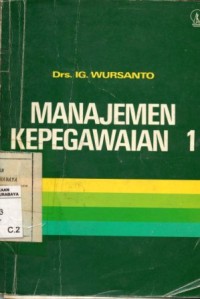 Drs. IG. WURSANTO
MANAJEMEN
KEPEGAWAIAN 1
C.2